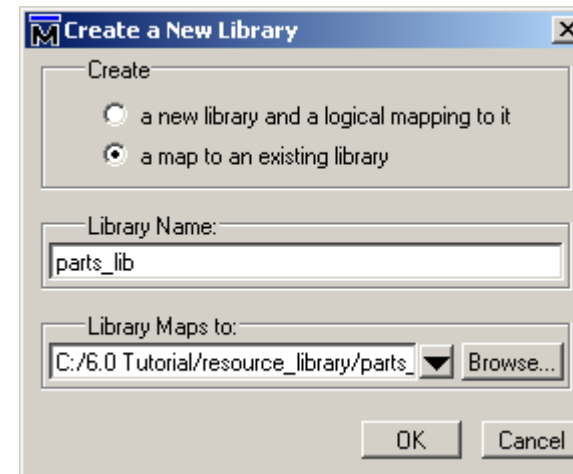 Create a New Library
Create
a new library and a logical mapping to it
a map to an existing library
Library Name:
parts_lib
Library Maps to:
C:/6.0 Tutorial/resource_library/parts_
Browse...
OK
Cancel